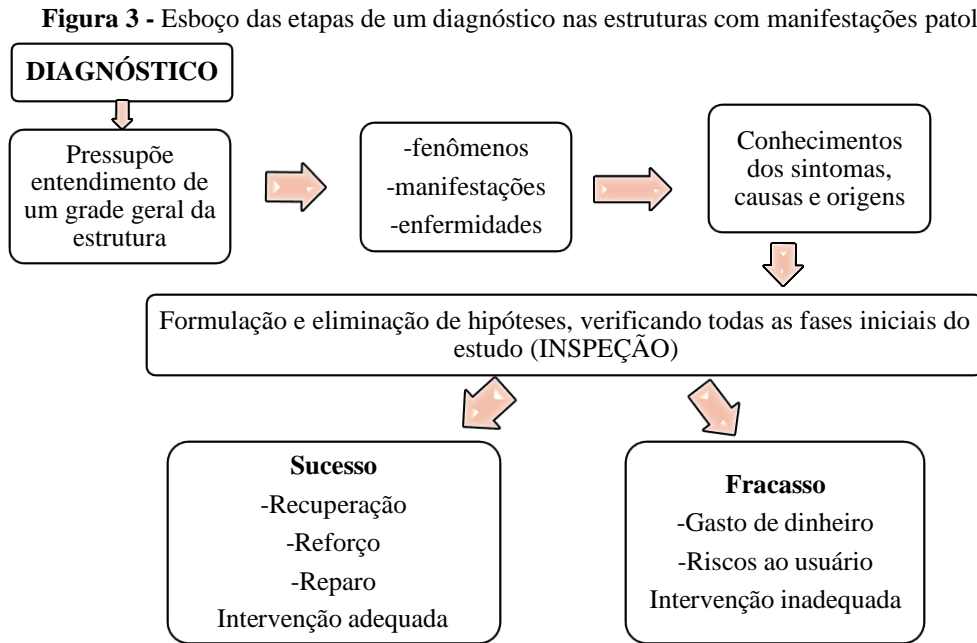 Figura 3 - Esboço das etapas de um diagnóstico nas estruturas com manifestações patol
DIAGNÓSTICO
Pressupõe
entendimento de
um grade geral da
estrutura
-fenômenos
-manifestações
-enfermidades
Conhecimentos
dos sintomas,
causas e origens
Formulação e eliminação de hipóteses, verificando todas as fases iniciais do
estudo (INSPEÇÃO)
Sucesso
-Recuperação
-Reforço
-Reparo
Intervenção adequada
Fracasso
-Gasto de dinheiro
-Riscos ao usuário
Intervenção inadequada